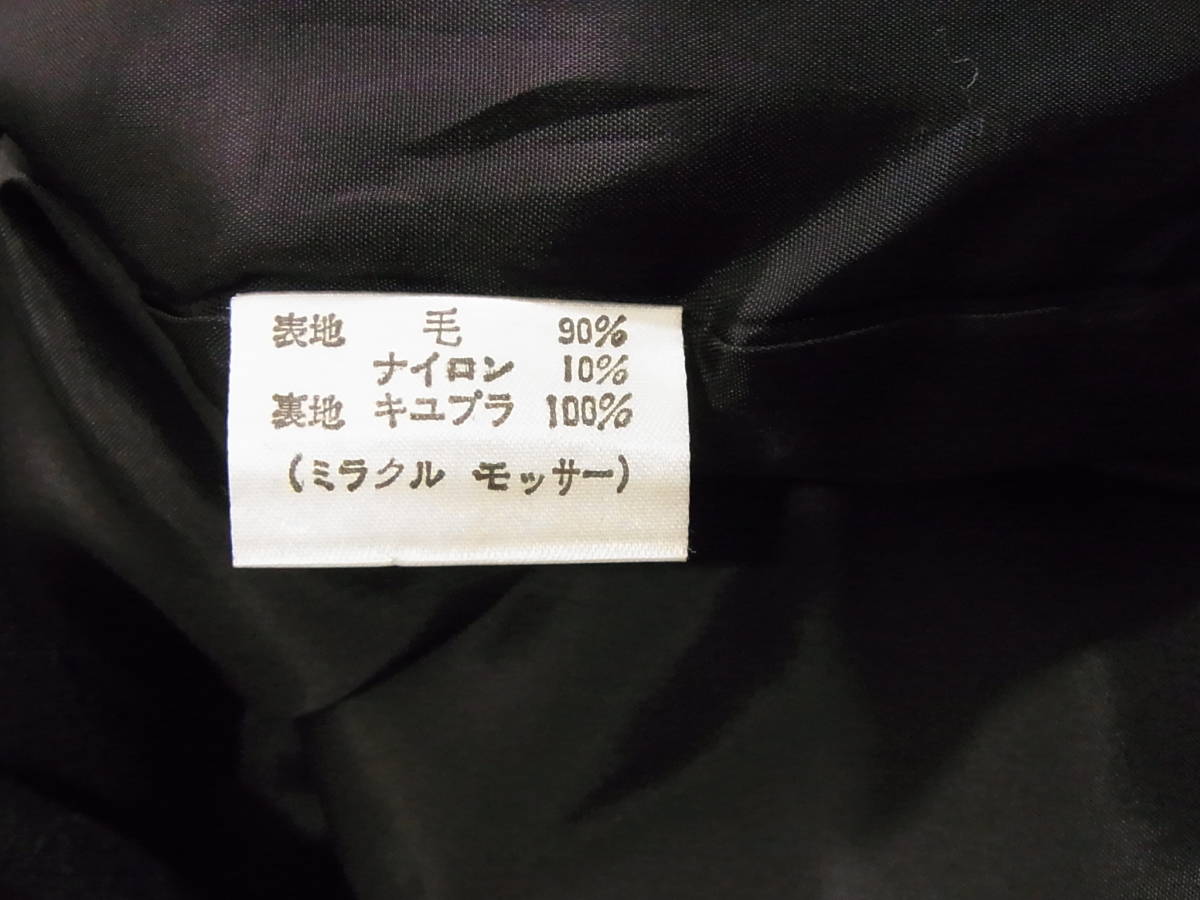 表地 毛 90%
ナイロン 10%
裏地 キユプラ 100%
(ミラクル モッサー)